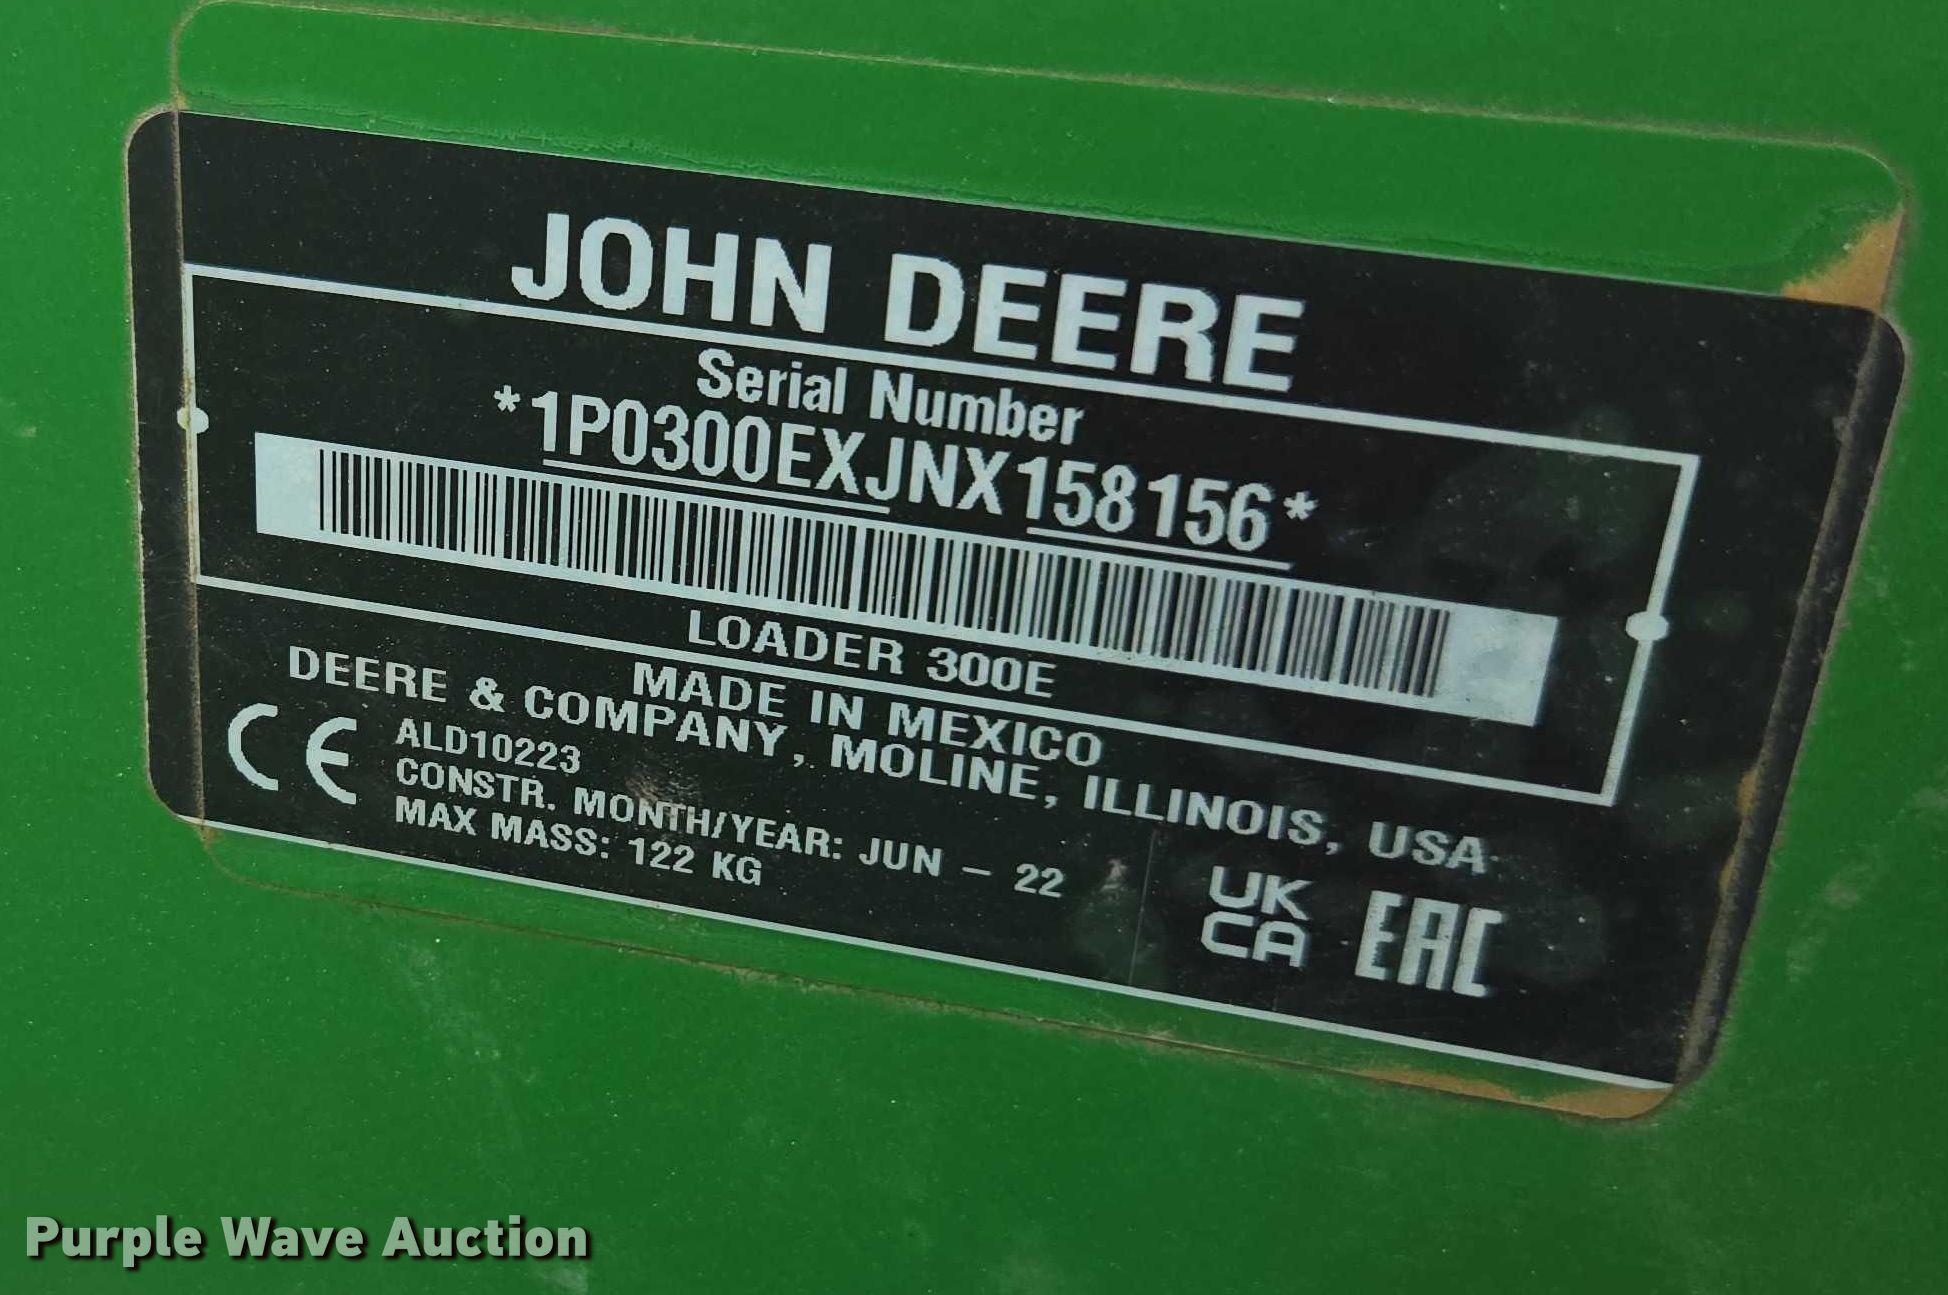 JOHN DEERE
Serial Number
*1P0300EXJNX158156*
LOADER 300E
MADE IN MEXICO
DEERE & COMPANY, MOLINE, ILLINOIS, USA
CE
ALD10223
CONSTR. MONTH/YEAR: JUN – 22
MAX MASS: 122 KG
UK
CA
EAC
Purple Wave Auction